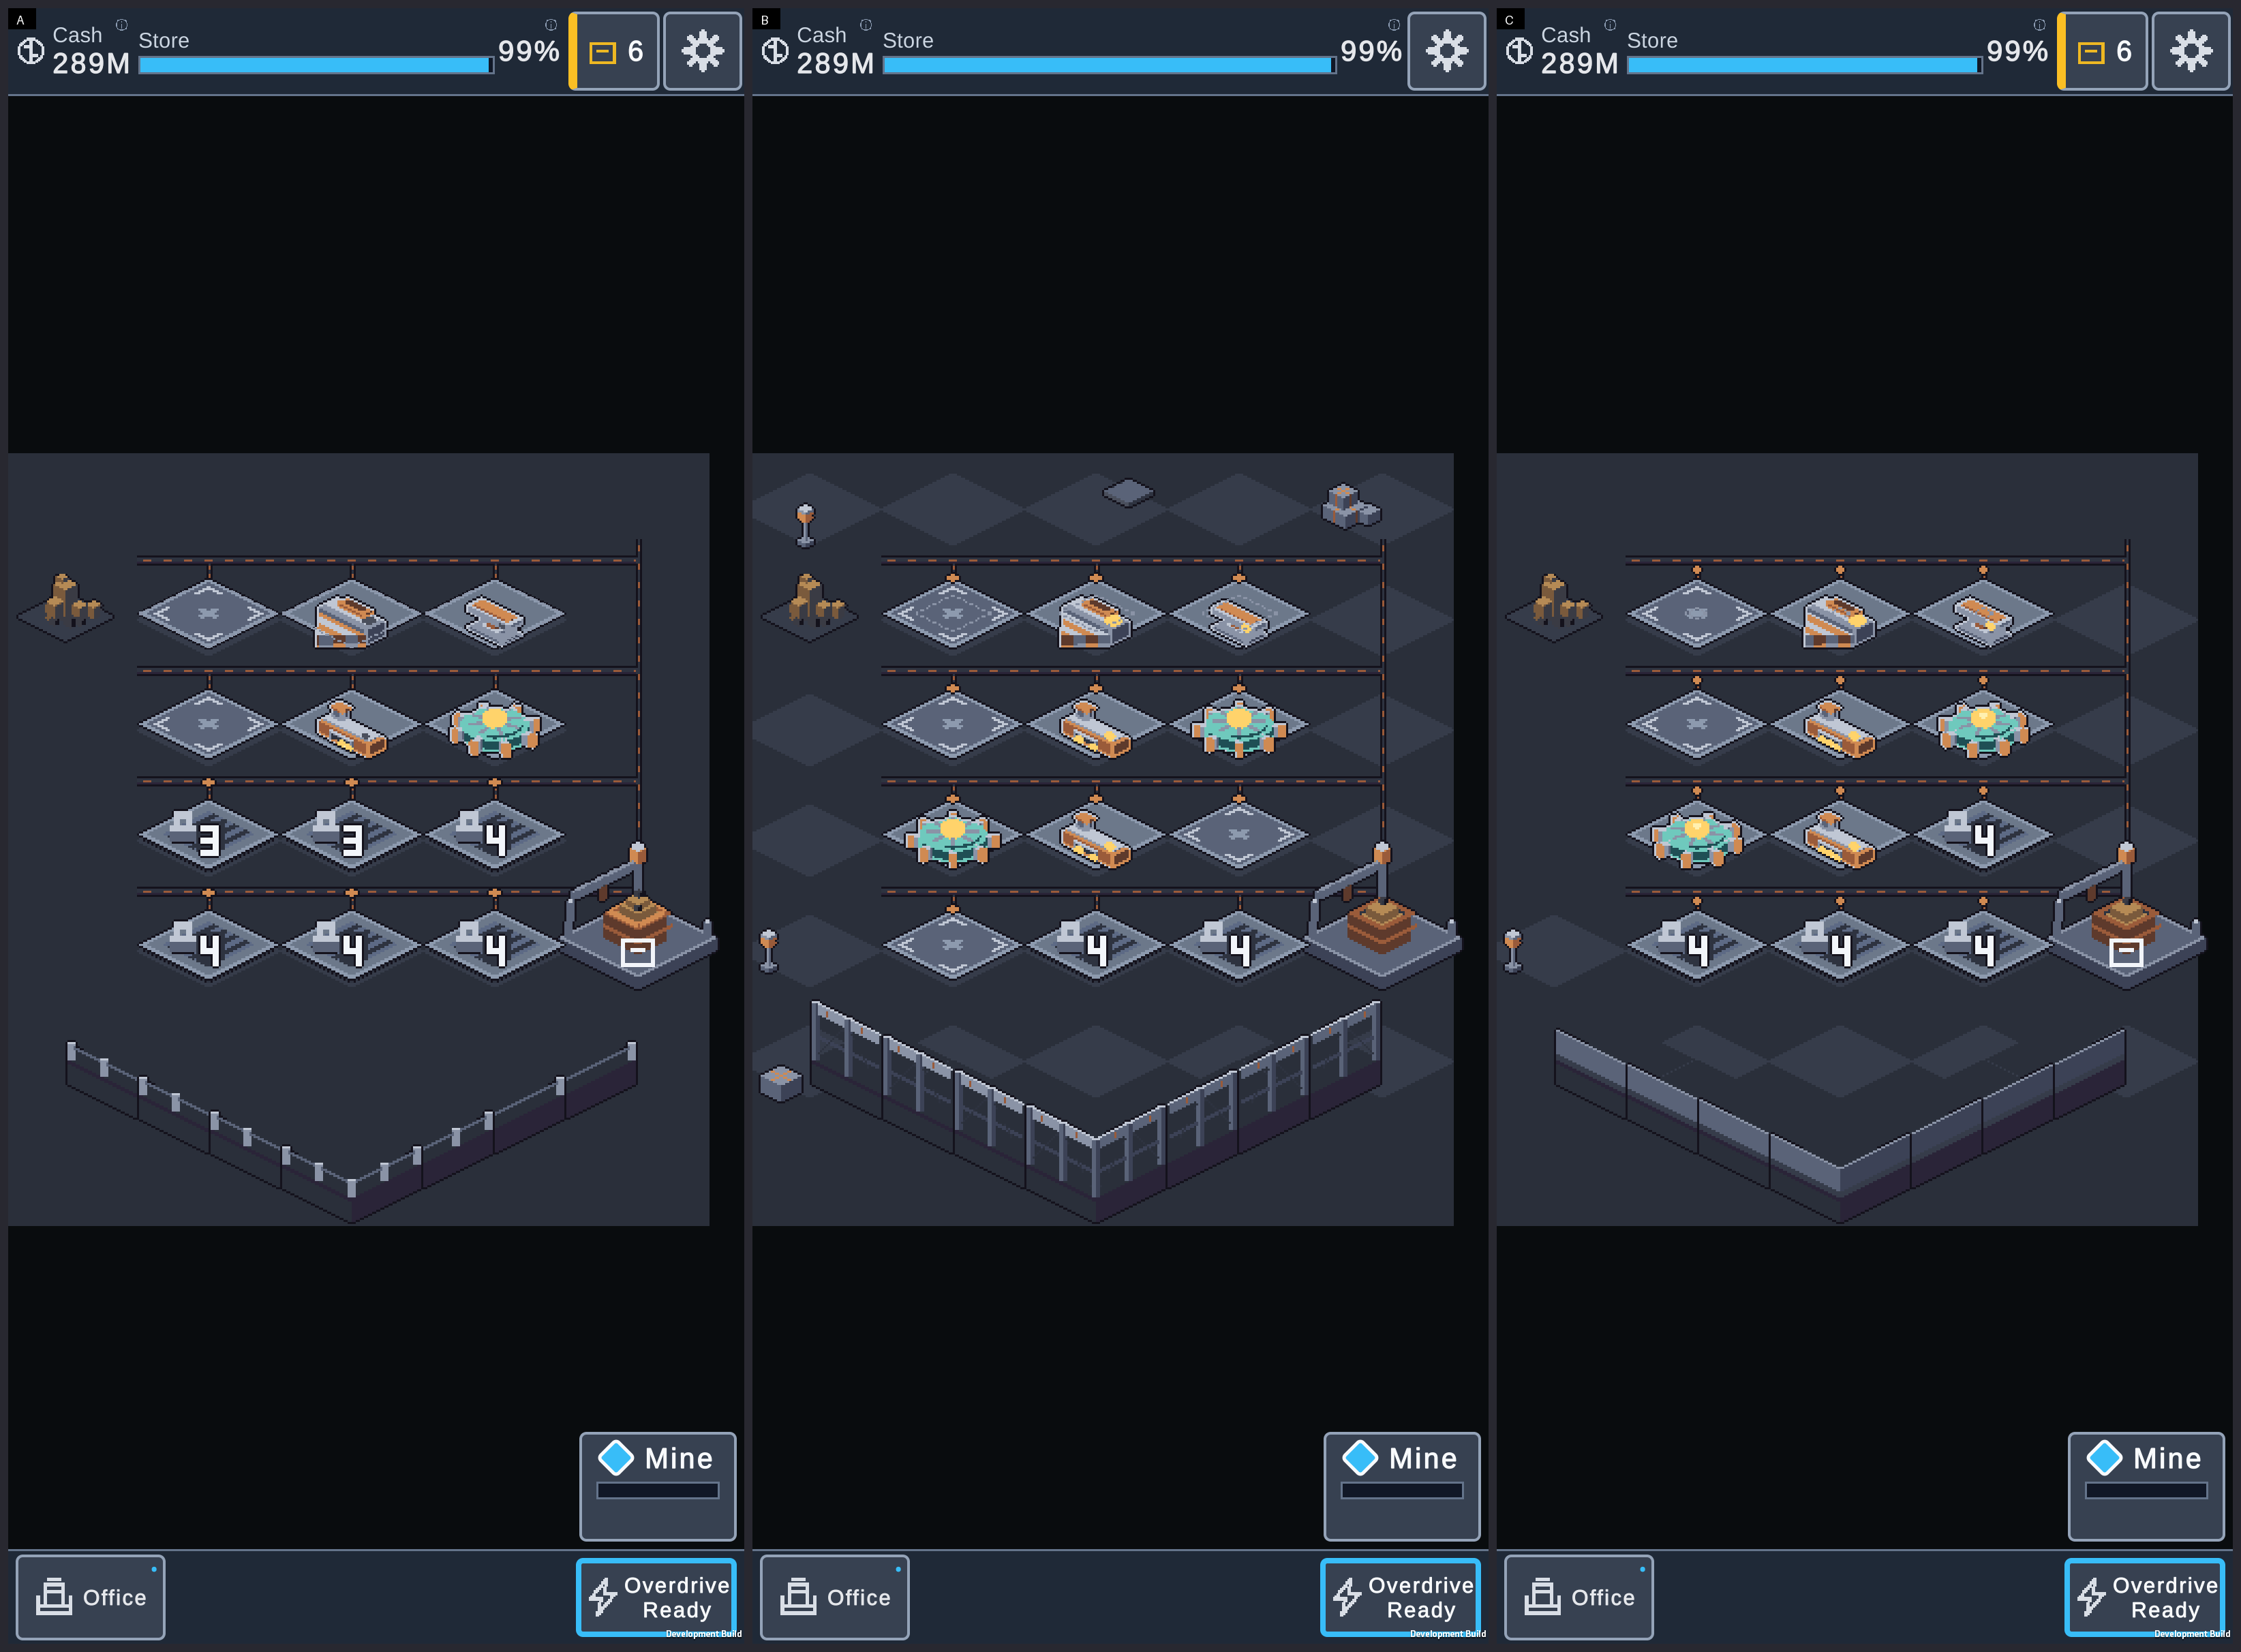 A
Cash ⓘ
289M
Store
ⓘ
99%
6
3 3 4
4 4 4
Mine
Office
Overdrive
Ready
Development Build
B
Cash ⓘ
289M
Store
ⓘ
99%
4 4
Mine
Office
Overdrive
Ready
Development Build
C
Cash ⓘ
289M
Store
ⓘ
99%
6
4
4 4 4
Mine
Office
Overdrive
Ready
Development Build